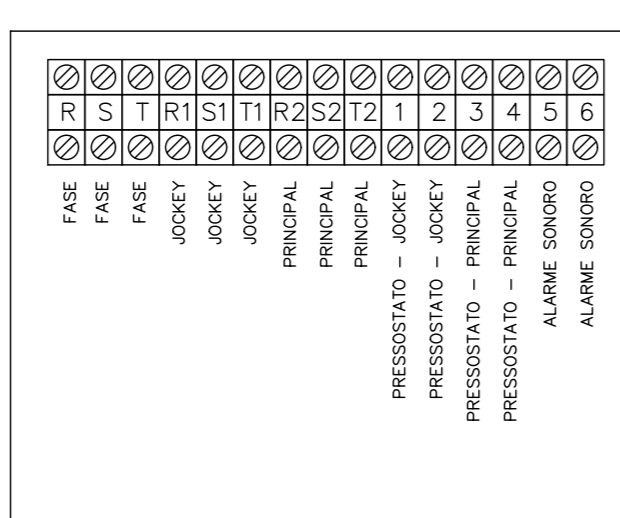 R S T R1 S1 T1 R2 S2 T2 1 2 3 4 5 6
FASE
FASE
FASE
JOCKEY
JOCKEY
JOCKEY
PRINCIPAL
PRINCIPAL
PRINCIPAL
PRESSOSTATO - JOCKEY
PRESSOSTATO - JOCKEY
PRESSOSTATO - PRINCIPAL
PRESSOSTATO - PRINCIPAL
ALARME SONORO
ALARME SONORO